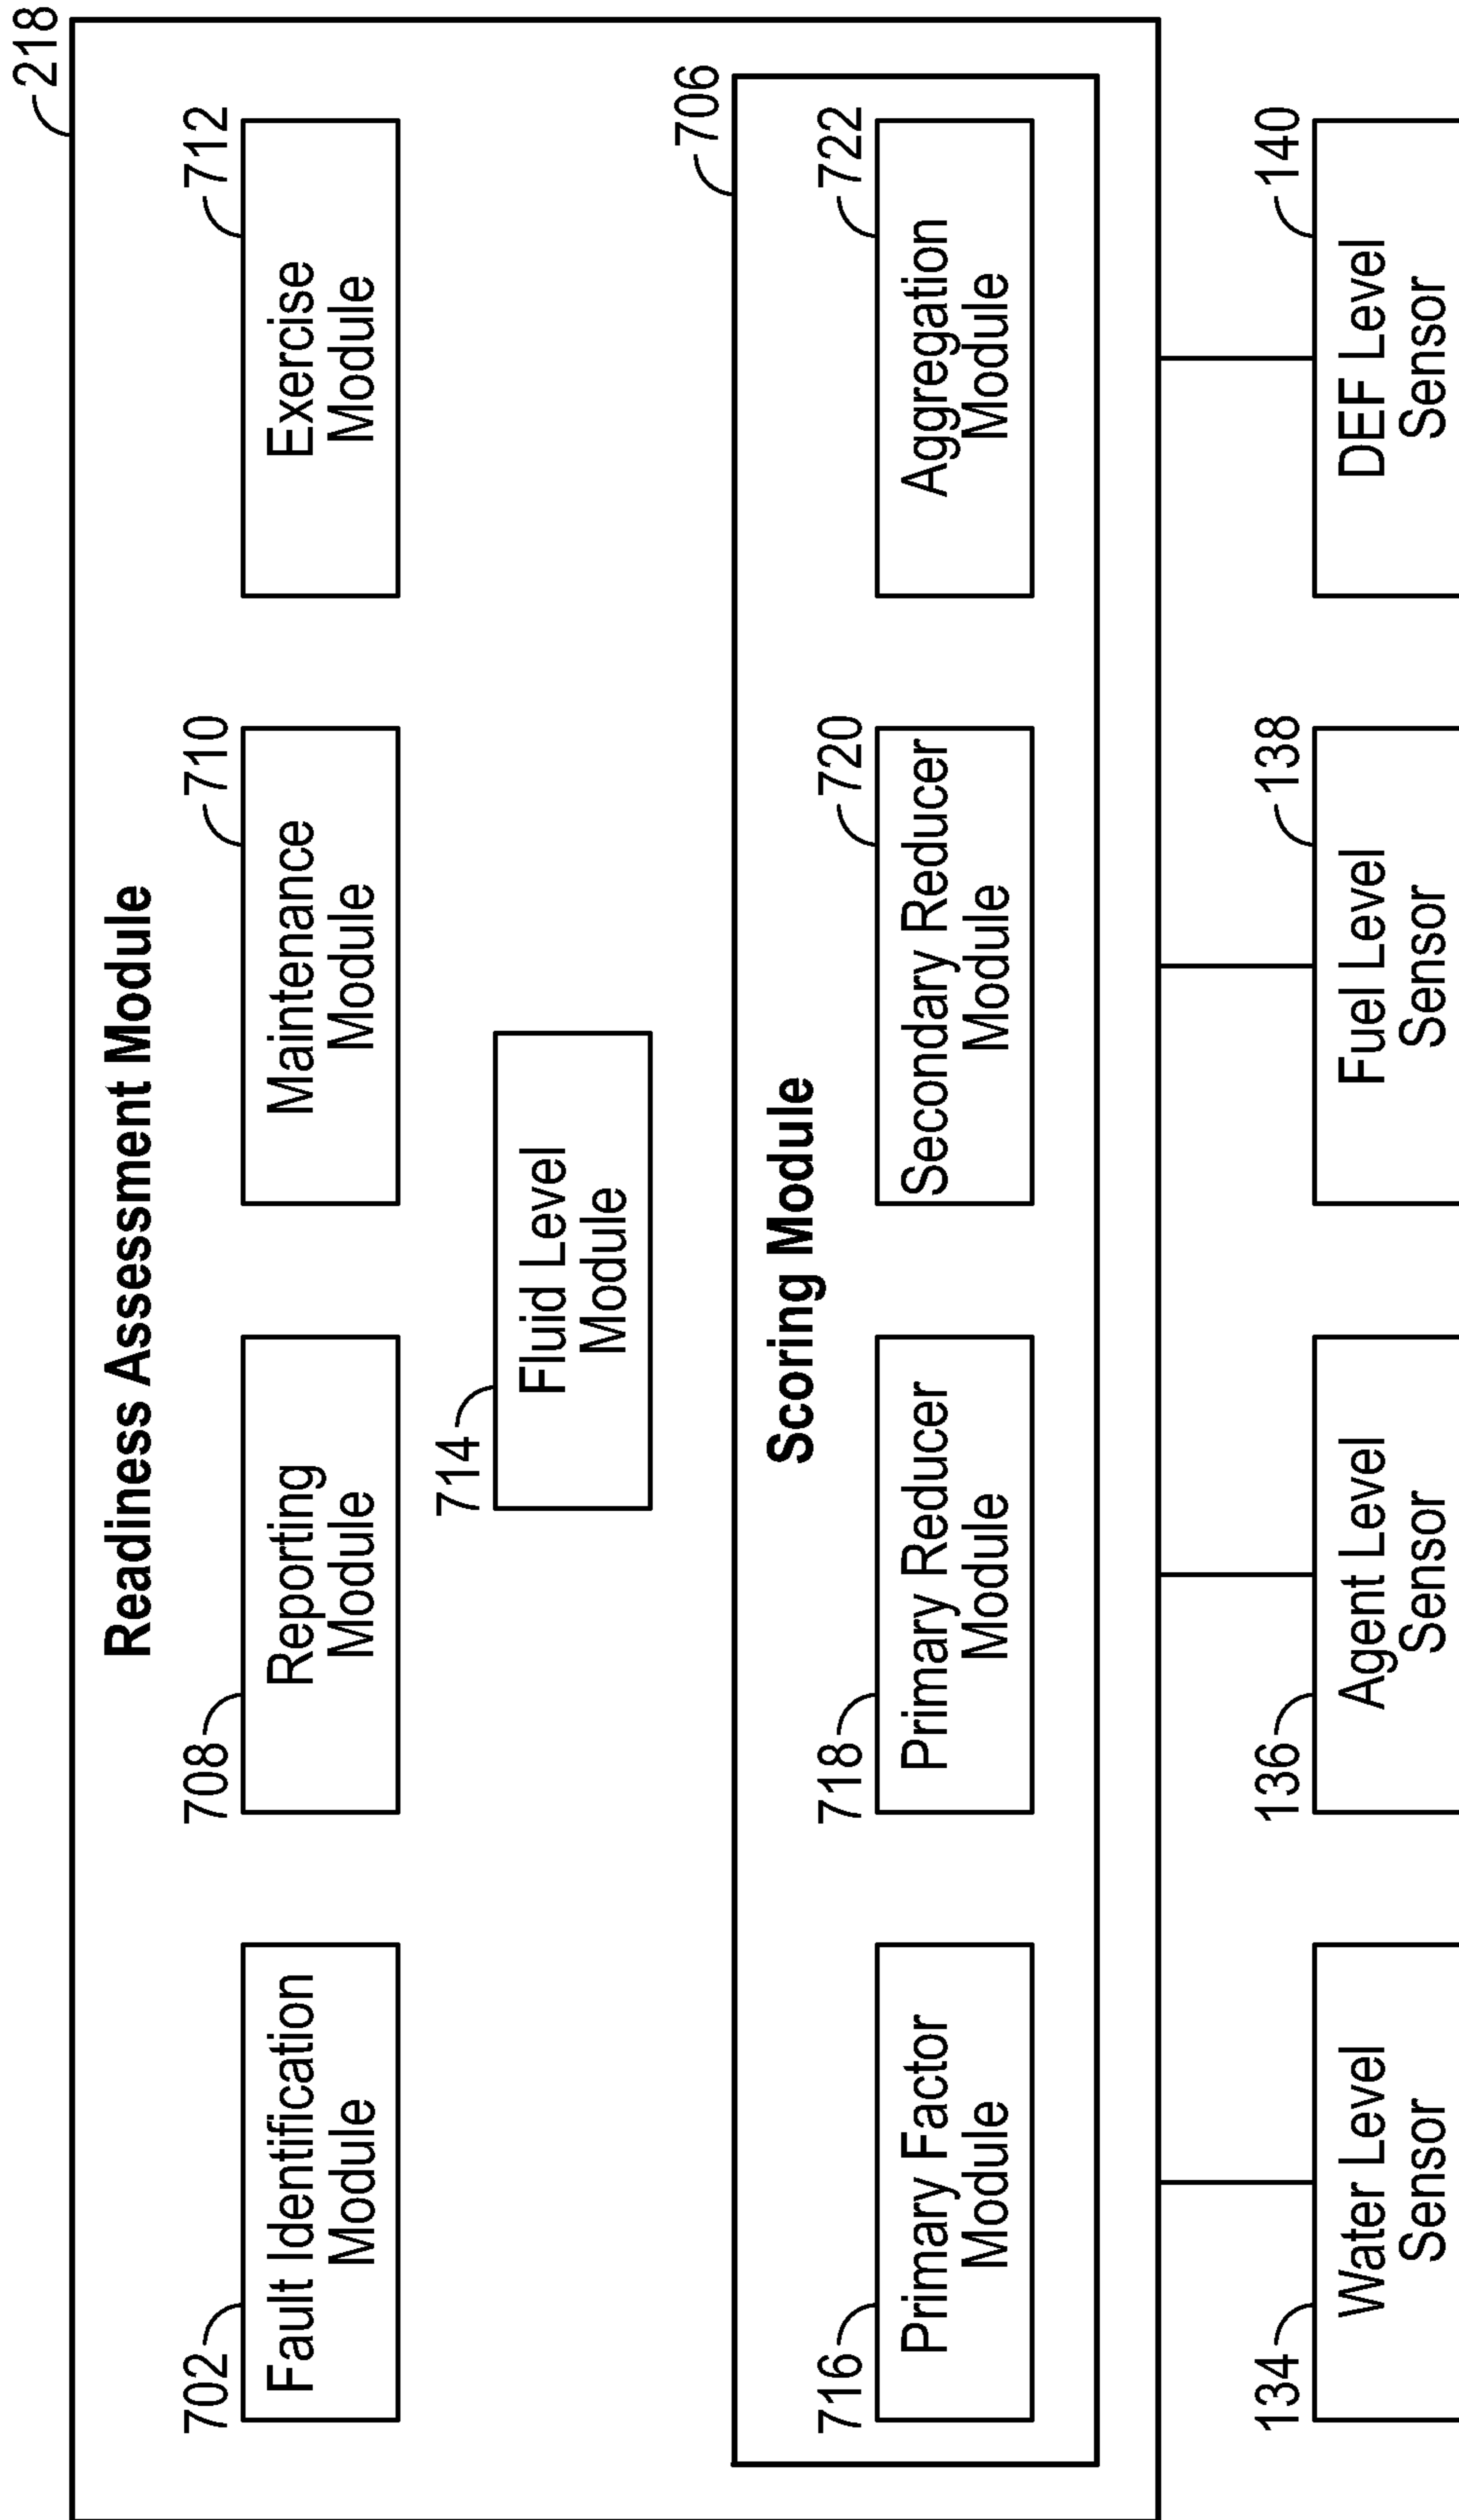 218
Readiness Assessment Module
702
708
710
712
Fault Identification
Module
Reporting
Module
Maintenance
Module
Exercise
Module
714
Fluid Level
Module
706
Scoring Module
716
718
720
722
Primary Factor
Module
Primary Reducer
Module
Secondary Reducer
Module
Aggregation
Module
134
136
138
140
Water Level
Sensor
Agent Level
Sensor
Fuel Level
Sensor
DEF Level
Sensor